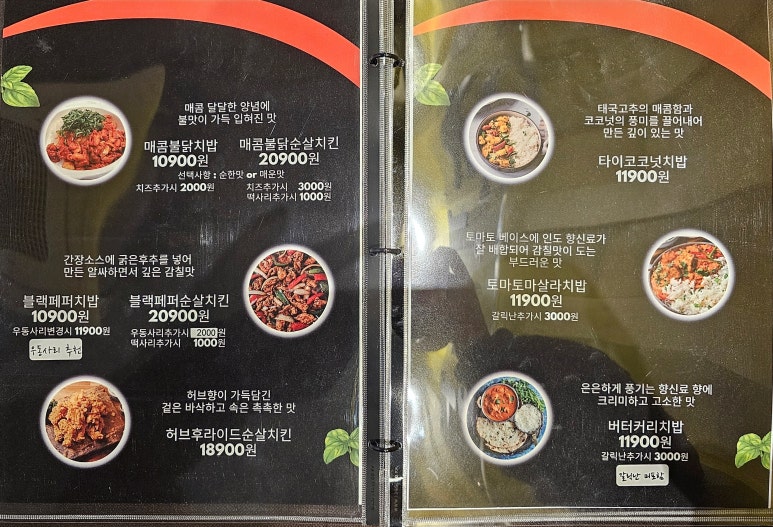 매콤 달달한 양념에
불맛이 가득 입혀진 맛
매콤불닭치밥
10900원
매콤불닭순살치킨
20900원
선택사항 : 순한맛 or 매운맛
치즈추가시 2000원
치즈추가시 3000원
떡사리추가시 1000원
간장소스에 굵은후추를 넣어
만든 알싸하면서 깊은 감칠맛
블랙페퍼치밥
10900원
우동사리변경시 11900원
우동사리 추천
블랙페퍼순살치킨
20900원
우동사리추가시 2000원
떡사리추가시 1000원
허브향이 가득담긴
겉은 바삭하고 속은 촉촉한 맛
허브후라이드순살치킨
18900원
태국고추의 매콤함과
코코넛의 풍미를 끌어내어
만든 깊이 있는 맛
타이코코넛치밥
11900원
토마토 베이스에 인도 향신료가
잘 배합되어 감칠맛이 도는
부드러운 맛
토마토마살라치밥
11900원
갈릭난추가시 3000원
은은하게 풍기는 향신료 향에
크리미하고 고소한 맛
버터커리치밥
11900원
갈릭난추가시 3000원
갈릭난 미포함